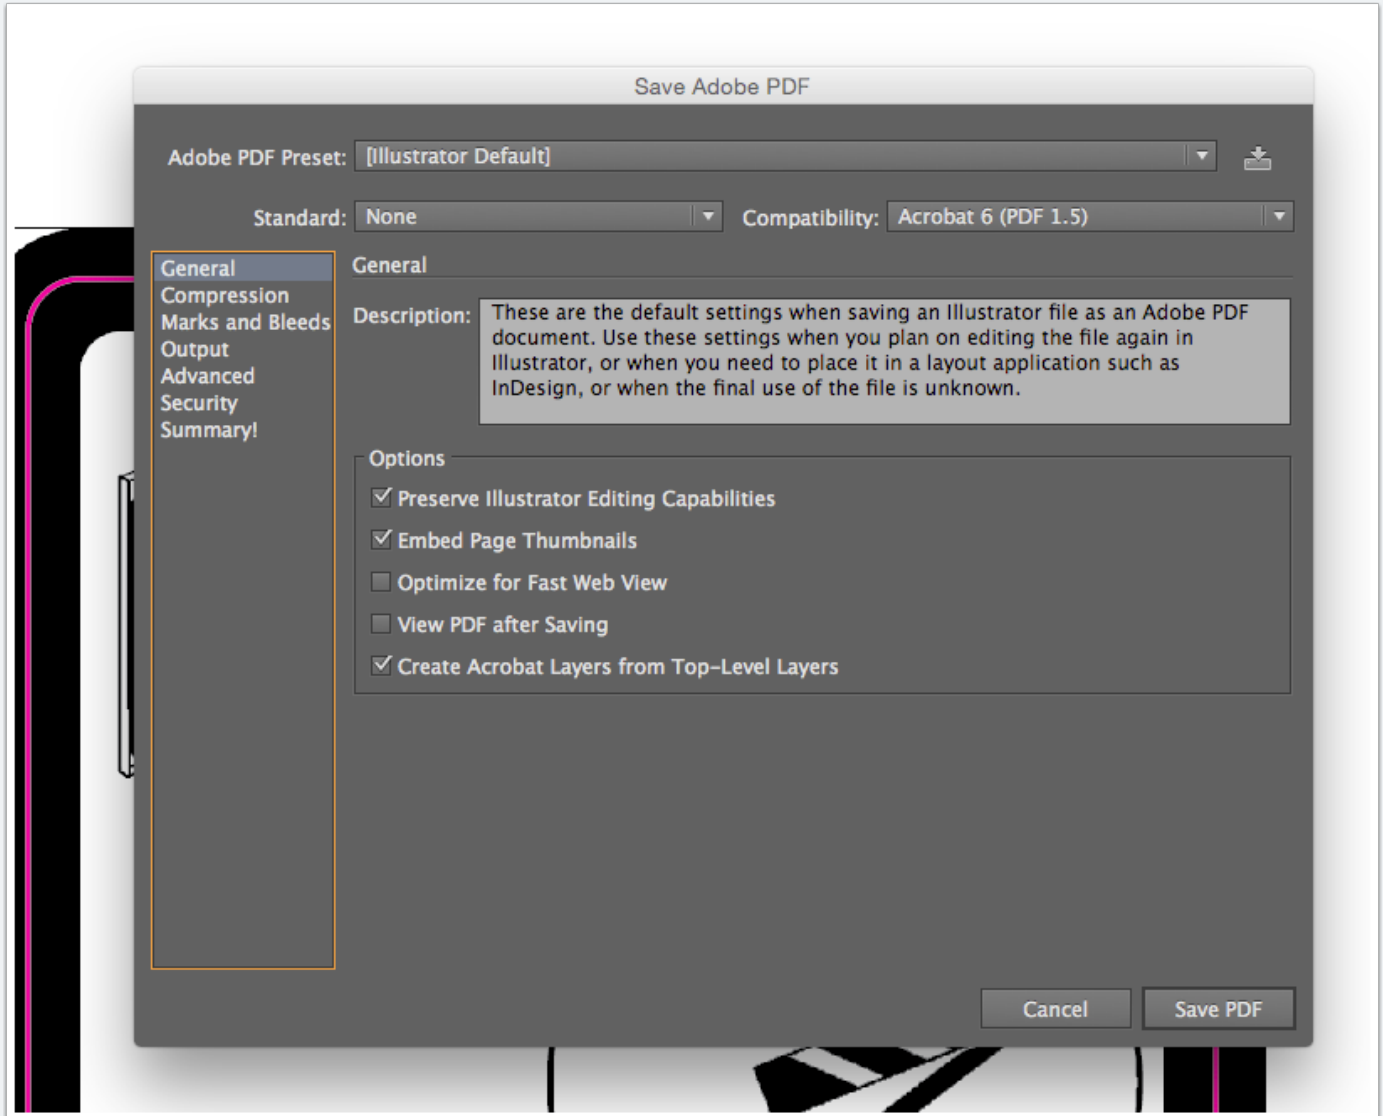 Save Adobe PDF
Adobe PDF Preset: [Illustrator Default]
Standard: None Compatibility: Acrobat 6 (PDF 1.5)
General
Compression
Marks and Bleeds
Output
Advanced
Security
Summary!
General
Description: These are the default settings when saving an Illustrator file as an Adobe PDF
document. Use these settings when you plan on editing the file again in
Illustrator, or when you need to place it in a layout application such as
InDesign, or when the final use of the file is unknown.
Options
Preserve Illustrator Editing Capabilities
Embed Page Thumbnails
Optimize for Fast Web View
View PDF after Saving
Create Acrobat Layers from Top-Level Layers
Cancel Save PDF